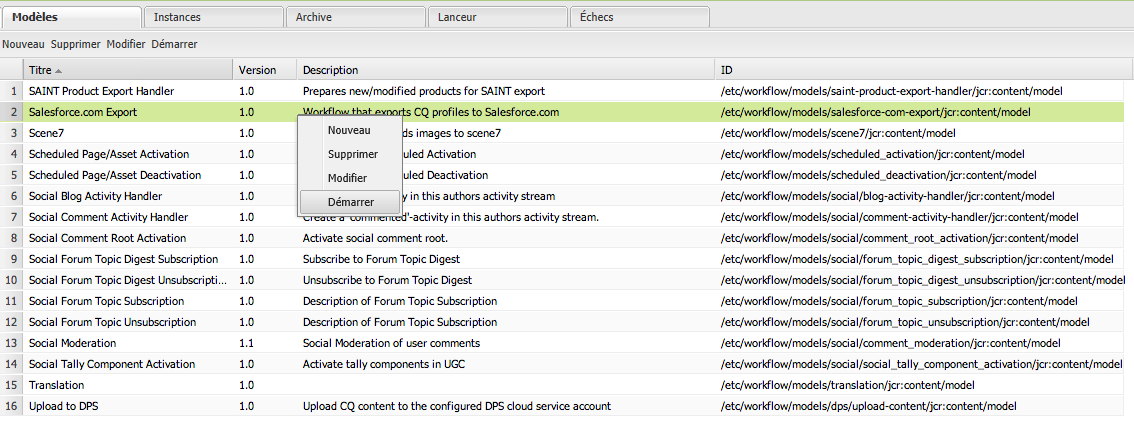 Modèles Instances Archive Lanceur Échecs
Nouveau Supprimer Modifier Démarrer
Titre Version Description ID
1 SAINT Product Export Handler 1.0 Prepares new/modified products for SAINT export /etc/workflow/models/saint-product-export-handler/jcr:content/model
2 Salesforce.com Export 1.0 Workflow that exports CQ profiles to Salesforce.com /etc/workflow/models/salesforce-com-export/jcr:content/model
Nouveau
3 Scene7 1.0 images to scene7 /etc/workflow/models/scene7/jcr:content/model
Supprimer
4 Scheduled Page/Asset Activation 1.0 Activation /etc/workflow/models/scheduled_activation/jcr:content/model
Modifier
5 Scheduled Page/Asset Deactivation 1.0 Deactivation /etc/workflow/models/scheduled_deactivation/jcr:content/model
Démarrer
6 Social Blog Activity Handler 1.0 in this authors activity stream /etc/workflow/models/social/blog-activity-handler/jcr:content/model
7 Social Comment Activity Handler 1.0 Create a 'commented'-activity in this authors activity stream. /etc/workflow/models/social/comment-activity-handler/jcr:content/model
8 Social Comment Root Activation 1.0 Activate social comment root. /etc/workflow/models/social/comment_root_activation/jcr:content/model
9 Social Forum Topic Digest Subscription 1.0 Subscribe to Forum Topic Digest /etc/workflow/models/social/forum_topic_digest_subscription/jcr:content/model
10 Social Forum Topic Digest Unsubscripti... 1.0 Unsubscribe to Forum Topic Digest /etc/workflow/models/social/forum_topic_digest_unsubscription/jcr:content/model
11 Social Forum Topic Subscription 1.0 Description of Forum Topic Subscription /etc/workflow/models/social/forum_topic_subscription/jcr:content/model
12 Social Forum Topic Unsubscription 1.0 Description of Forum Topic Subscription /etc/workflow/models/social/forum_topic_unsubscription/jcr:content/model
13 Social Moderation 1.1 Social Moderation of user comments /etc/workflow/models/social/comment_moderation/jcr:content/model
14 Social Tally Component Activation 1.0 Activate tally components in UGC /etc/workflow/models/social/social_tally_component_activation/jcr:content/model
15 Translation 1.0 /etc/workflow/models/translation/jcr:content/model
16 Upload to DPS 1.0 Upload CQ content to the configured DPS cloud service account /etc/workflow/models/dps/upload-content/jcr:content/model